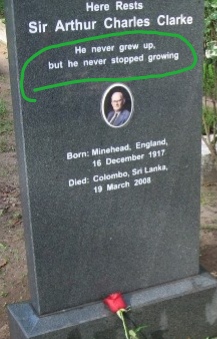 Here Rests
Sir Arthur Charles Clarke
He never grew up,
but he never stopped growing
Born: Minehead, England,
16 December 1917
Died: Colombo, Sri Lanka,
19 March 2008